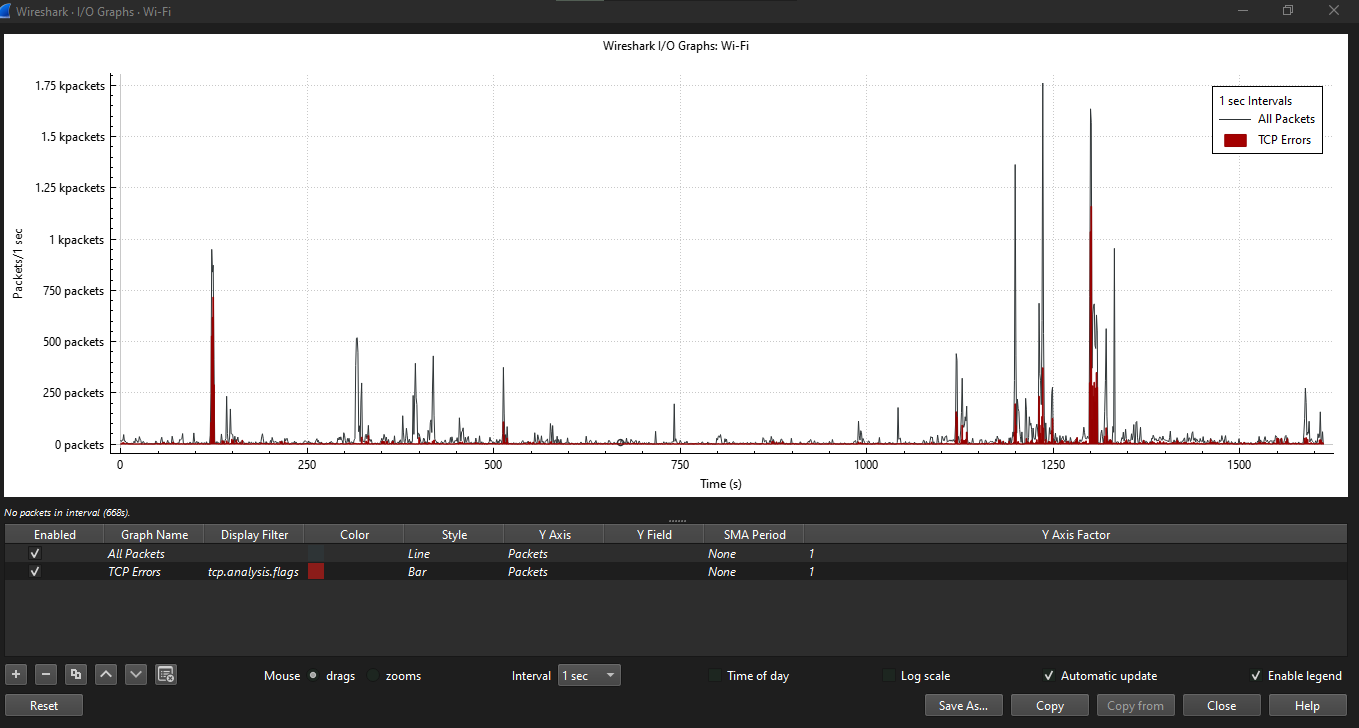 Wireshark · I/O Graphs · Wi-Fi
Wireshark I/O Graphs: Wi-Fi
1.75 kpackets
1.5 kpackets
1.25 kpackets
1 kpackets
750 packets
500 packets
250 packets
0 packets
Packets/1 sec
1 sec Intervals
All Packets
TCP Errors
0 250 500 750 1000 1250 1500
Time (s)
No packets in interval (668s).
Enabled Graph Name Display Filter Color Style Y Axis Y Field SMA Period Y Axis Factor
All Packets Line Packets None 1
TCP Errors tcp.analysis.flags Bar Packets None 1
Mouse drags zooms Interval 1 sec Time of day Log scale Automatic update Enable legend
Reset Save As... Copy Copy from Close Help